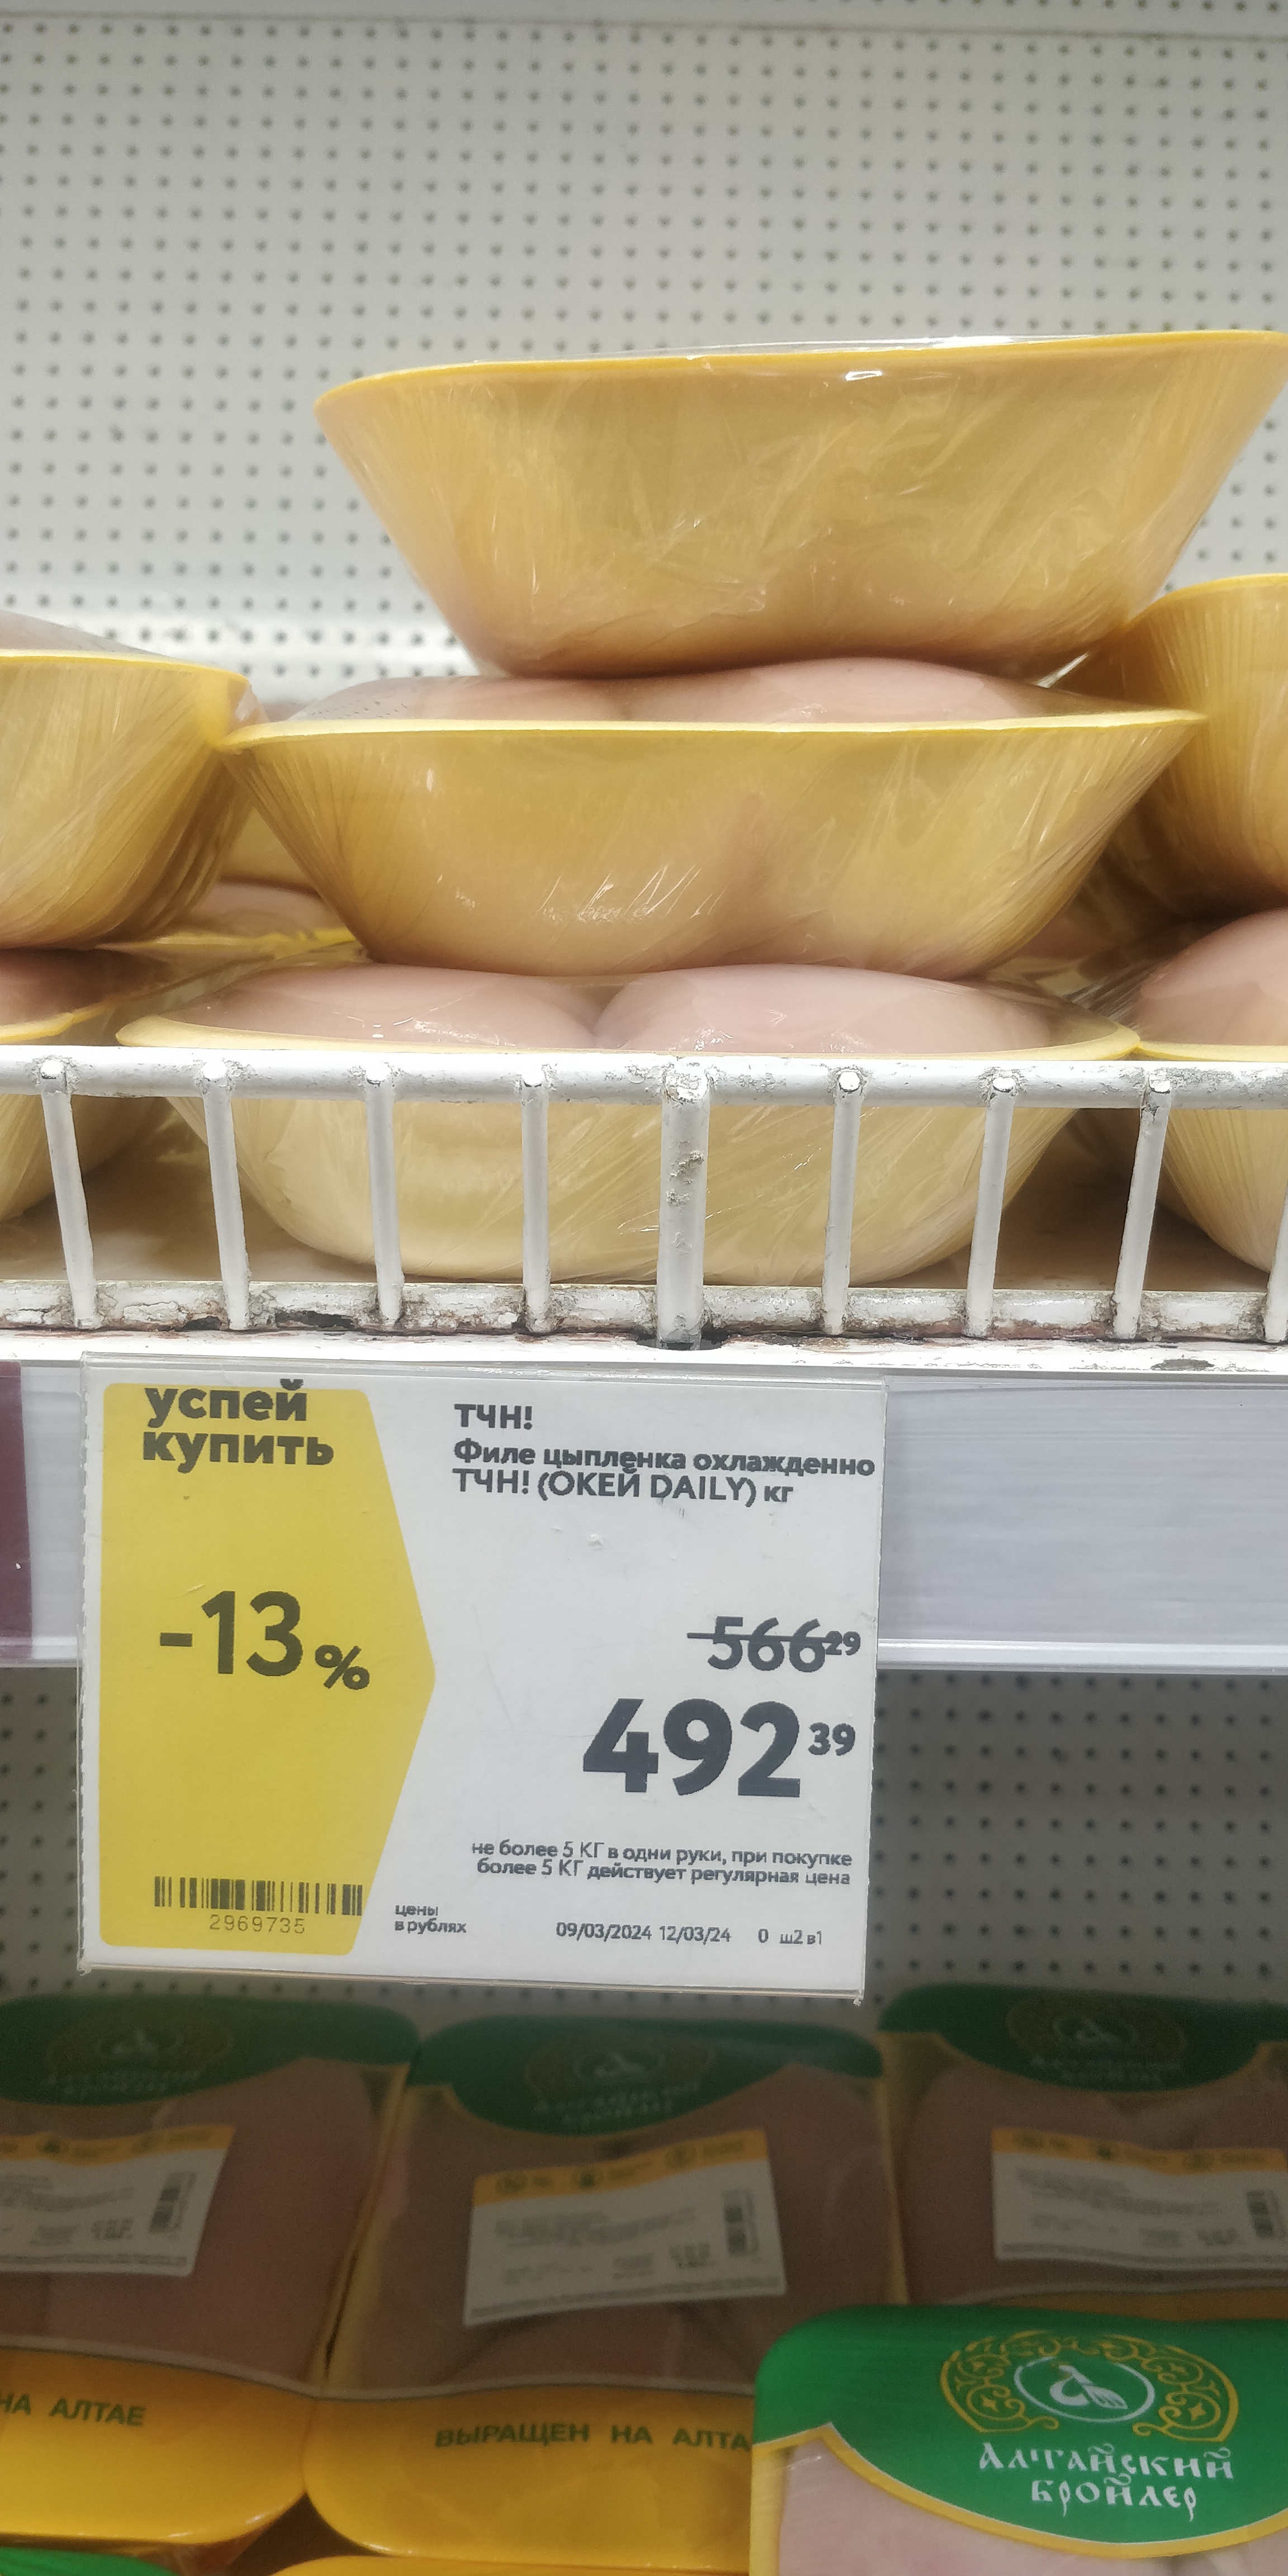 успей
купить
-13%
ТЧН!
Филе цыпленка охлажденно
ТЧН! (ОКЕЙ DAILY) кг
566 29
492 39
не более 5 КГ в одни руки, при покупке
более 5 КГ действует регулярная цена
2969735
цены
в рублях
09/03/2024 12/03/24 0 ш2 в1
НА АЛТАЕ
ВЫРАЩЕН НА АЛТА
Алтайский
бройлер